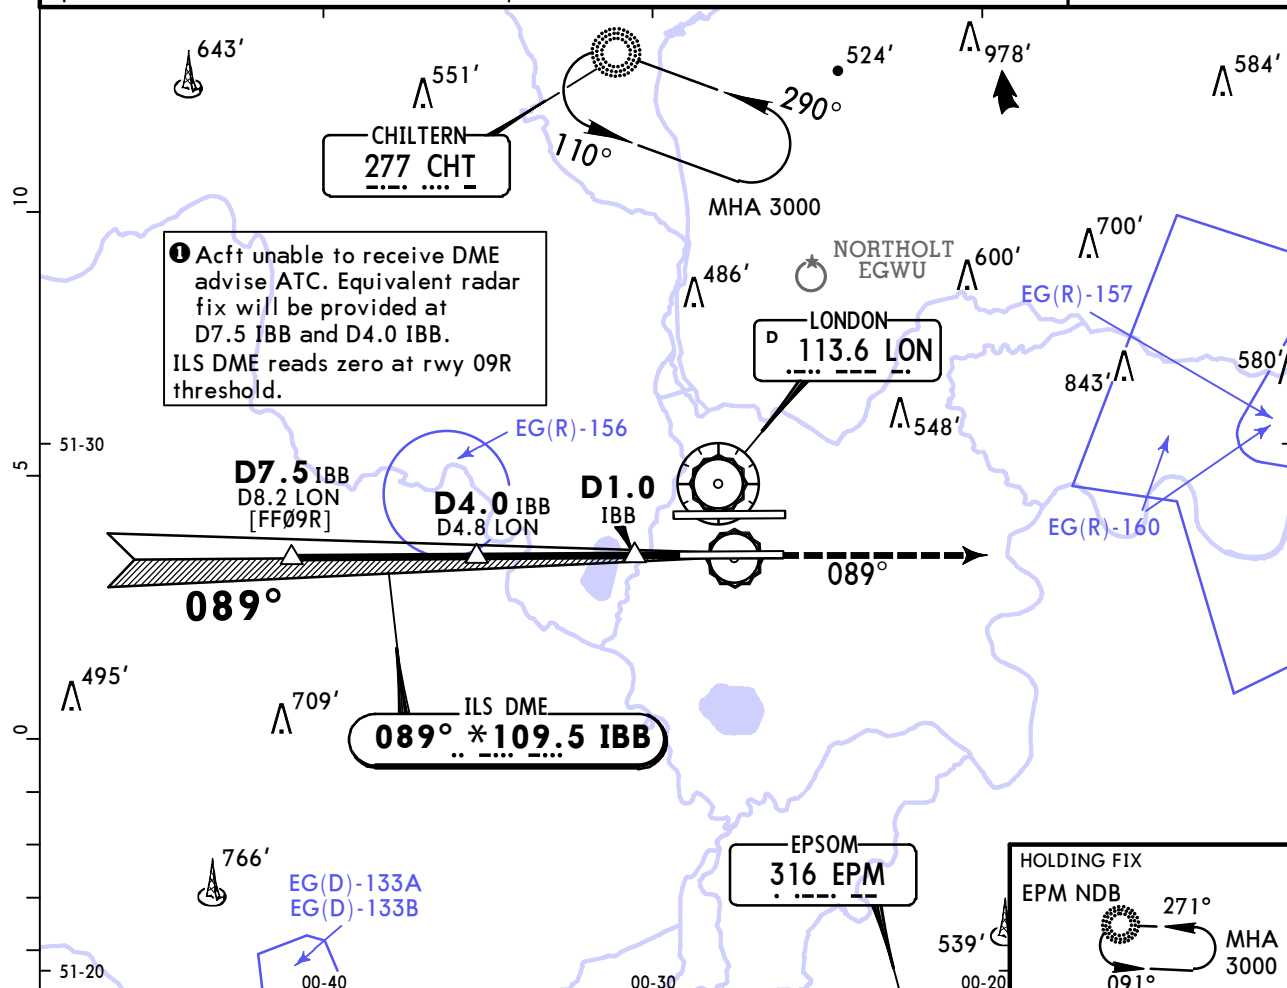 643'
551'
524'
978'
584'
CHILTERN
277 CHT
290°
110°
MHA 3000
10
❶ Acft unable to receive DME
advise ATC. Equivalent radar
fix will be provided at
D7.5 IBB and D4.0 IBB.
ILS DME reads zero at rwy 09R
threshold.
486'
NORTHOLT
EGWU
600'
700'
EG(R)-157
LONDON
D 113.6 LON
843'
580'
548'
5
51-30
EG(R)-156
D7.5 IBB
D8.2 LON
[FFØ9R]
D4.0 IBB
D4.8 LON
D1.0
IBB
EG(R)-160
089°
089°
495'
709'
0
ILS DME
089° *109.5 IBB
766'
EG(D)-133A
EG(D)-133B
EPSOM
316 EPM
539'
HOLDING FIX
EPM NDB
271°
MHA
3000
091°
51-20
00-40
00-30
00-20